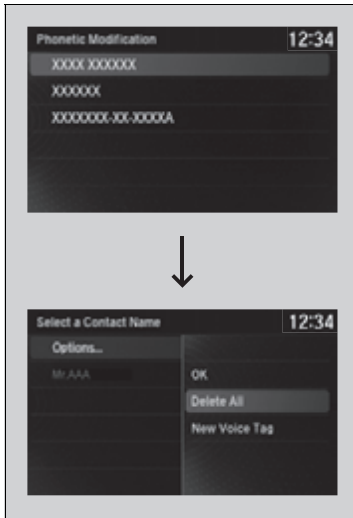 Phonetic Modification 12:34
XXXX XXXXXX
XXXXXX
XXXXXXX-XX-XXXXA
Select a Contact Name 12:34
Options...
Mr.AAA
OK
Delete All
New Voice Tag